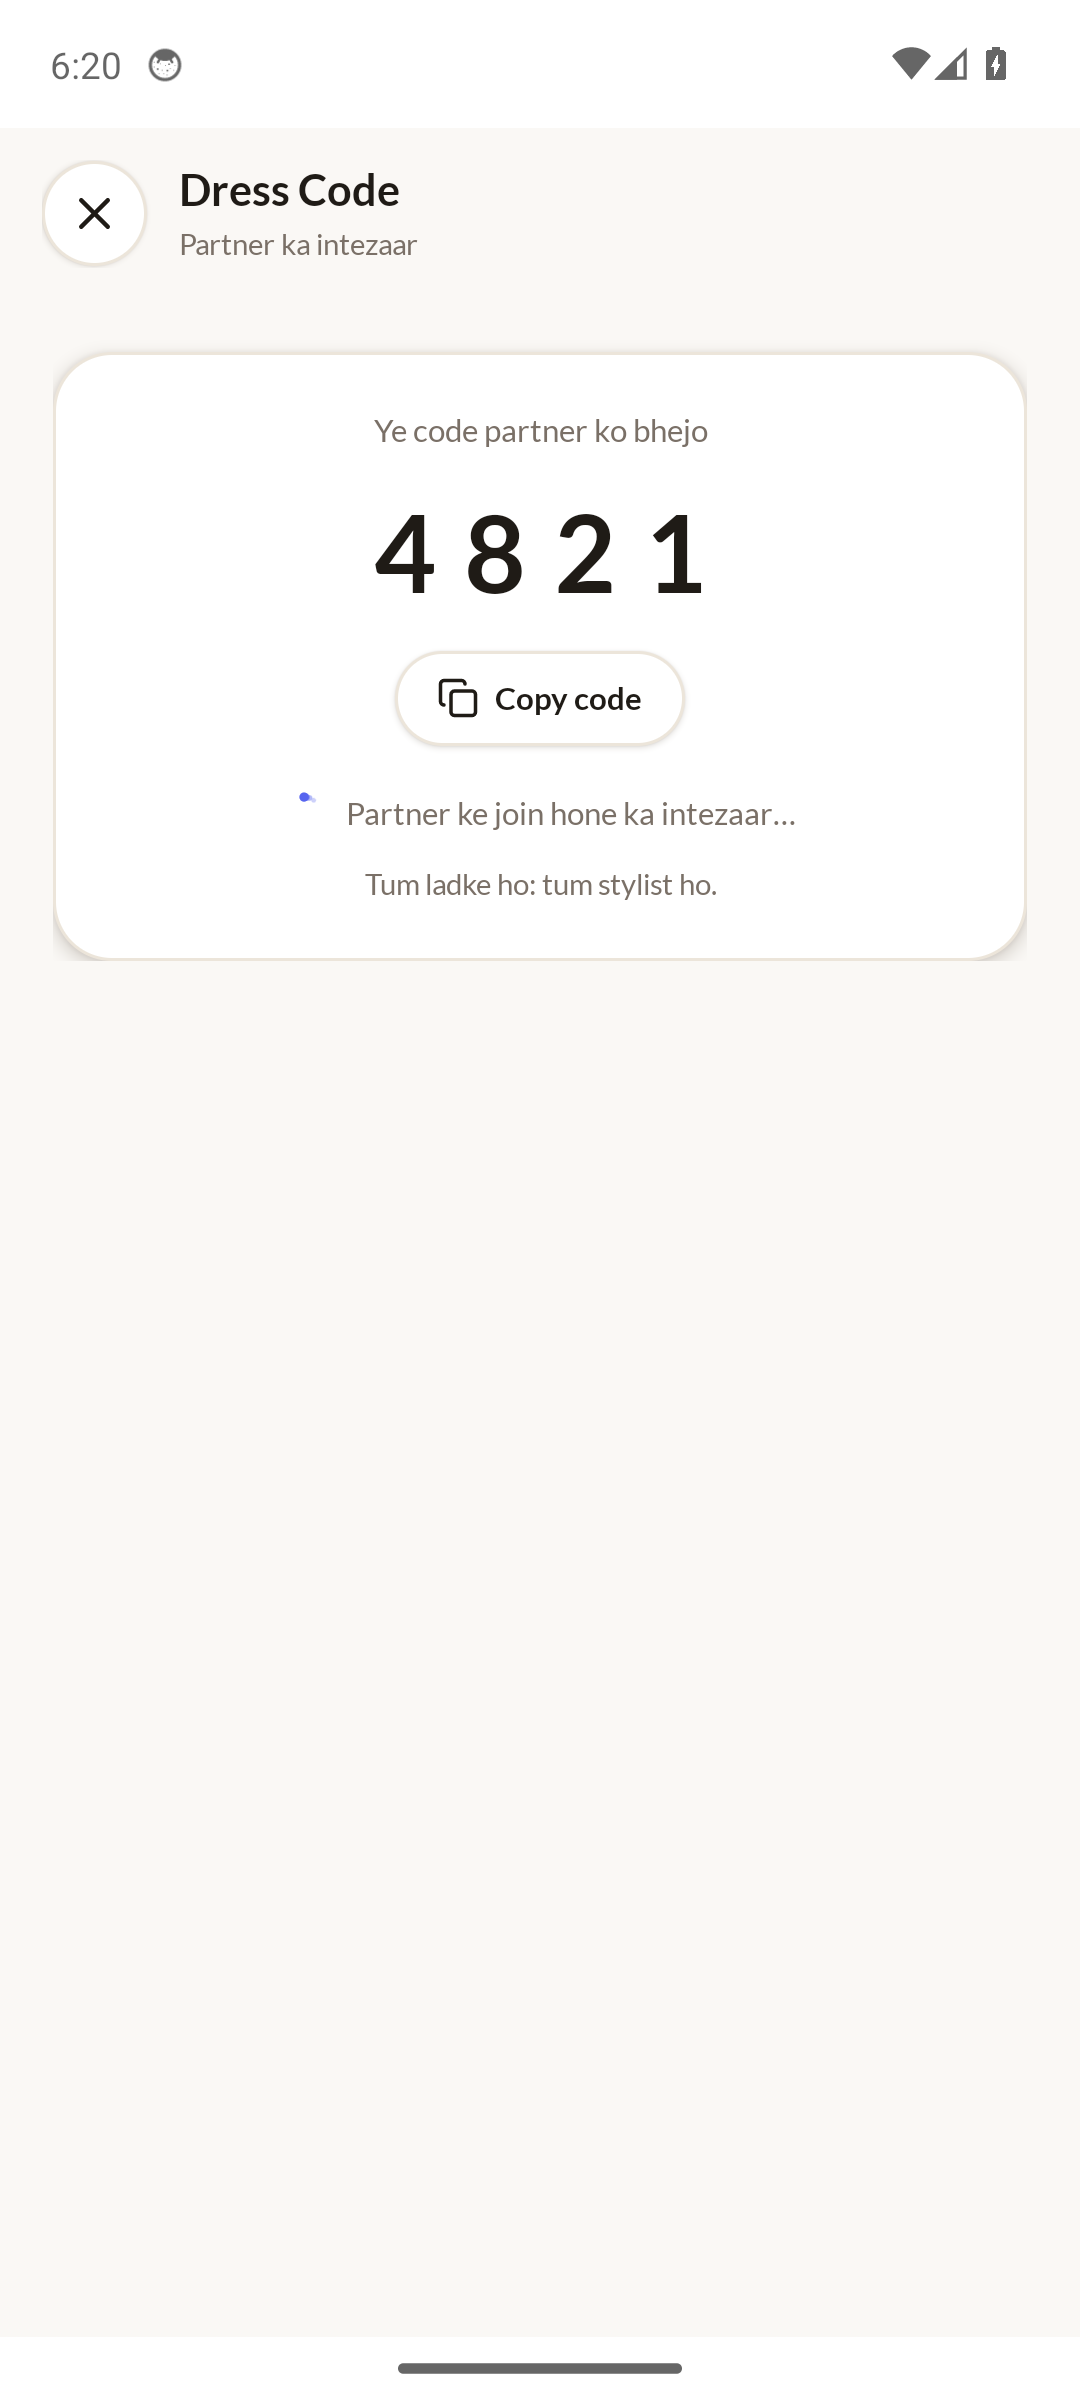 6:20
Dress Code
Partner ka intezaar
Ye code partner ko bhejo
4 8 2 1
Copy code
Partner ke join hone ka intezaar...
Tum ladke ho: tum stylist ho.